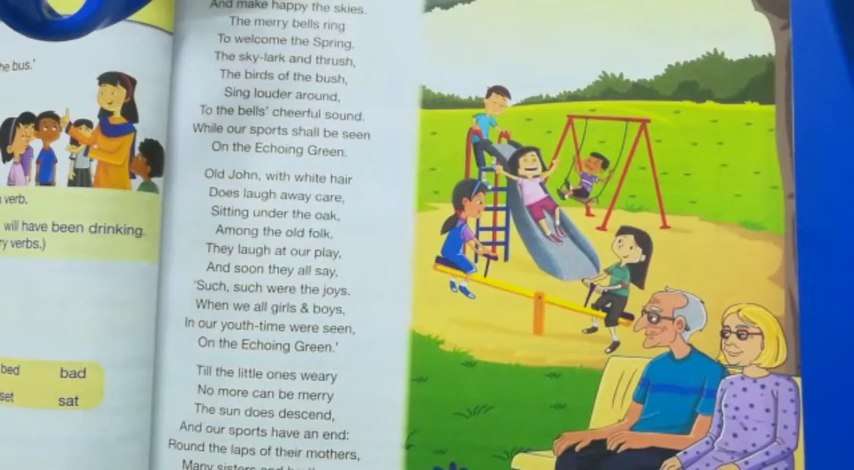 he bus.'
verb.
will have been drinking.
ry verbs.)
bed bad
set sat
And make happy the skies.
The merry bells ring
To welcome the Spring.
The sky-lark and thrush,
The birds of the bush,
Sing louder around,
To the bells' cheerful sound.
While our sports shall be seen
On the Echoing Green.
Old John, with white hair
Does laugh away care,
Sitting under the oak,
Among the old folk.
They laugh at our play,
And soon they all say,
'Such, such were the joys.
When we all girls & boys,
In our youth-time were seen,
On the Echoing Green.'
Till the little ones weary
No more can be merry
The sun does descend,
And our sports have an end:
Round the laps of their mothers,
Many sisters and